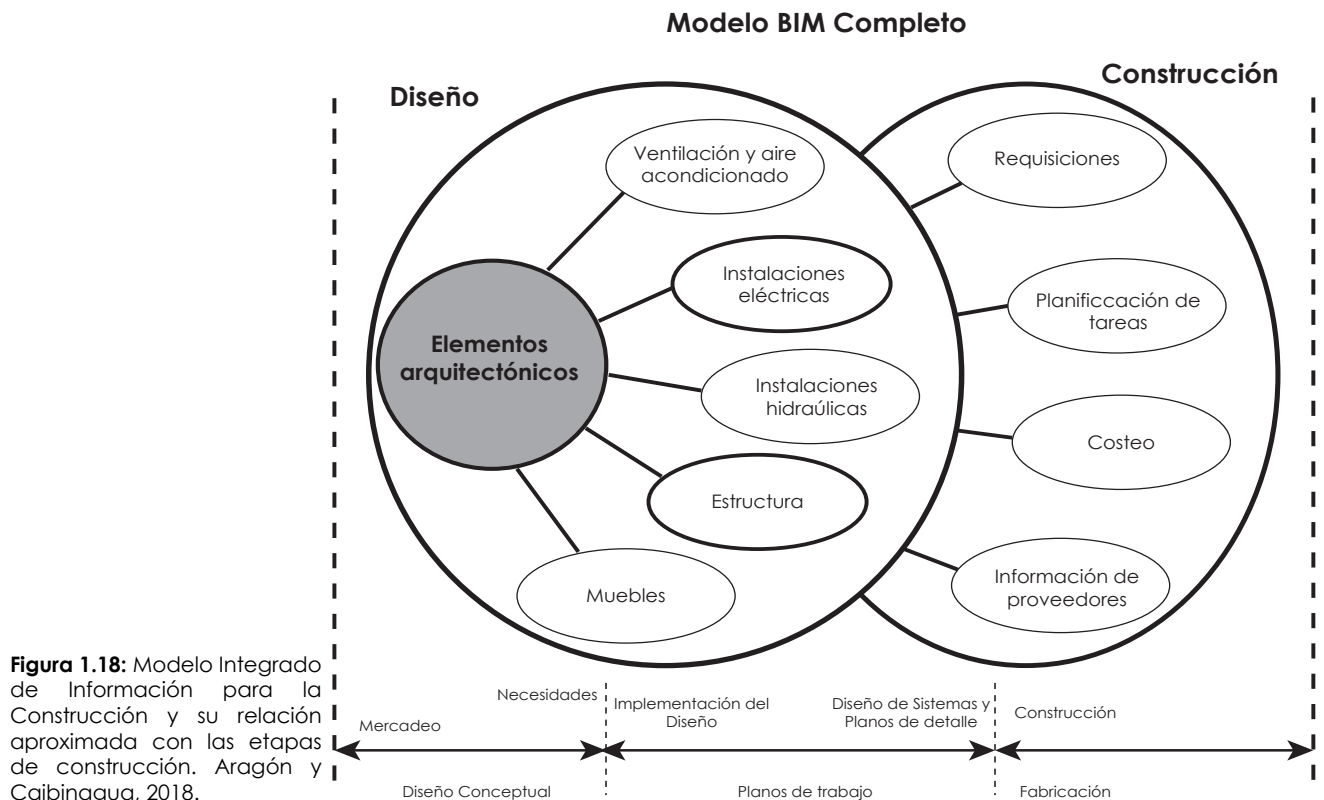 Modelo BIM Completo
Diseño
Construcción
Ventilación y aire
acondicionado
Instalaciones
eléctricas
Elementos
arquitectónicos
Instalaciones
hidraúlicas
Estructura
Muebles
Requisiciones
Planificcación de
tareas
Costeo
Información de
proveedores
Figura 1.18: Modelo Integrado
de Información para la
Construcción y su relación
aproximada con las etapas
de construcción. Aragón y
Caibinagua, 2018.
Necesidades
Mercadeo
Implementación del
Diseño
Diseño de Sistemas y
Planos de detalle
Construcción
Diseño Conceptual
Planos de trabajo
Fabricación